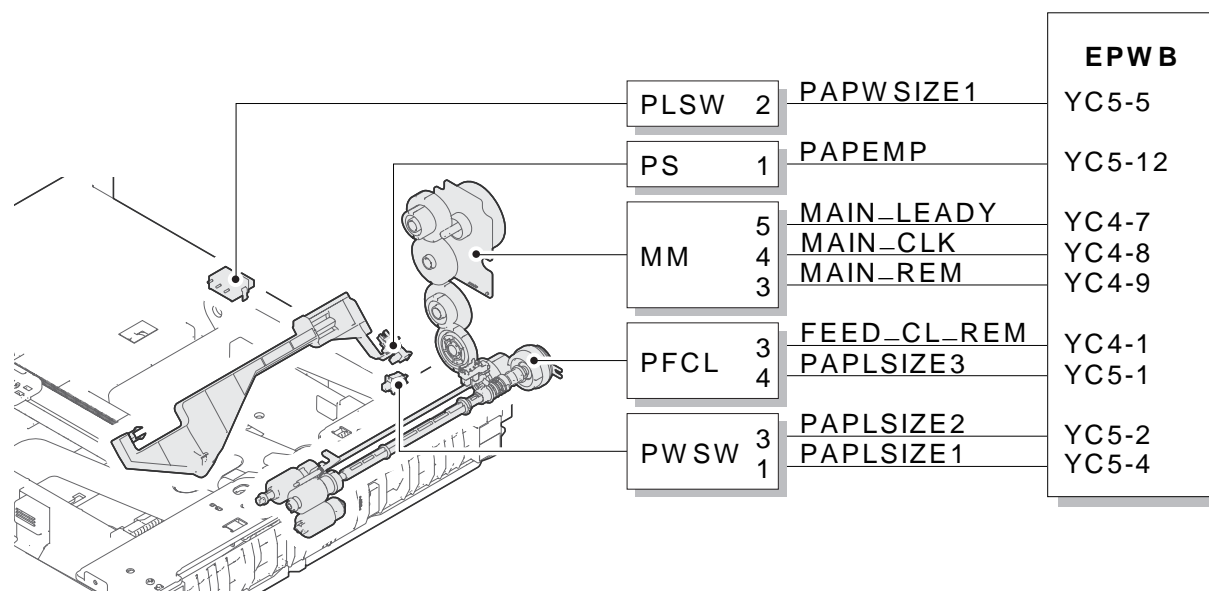 EPWB
PLSW 2 PAPWSIZE1 YC5-5
PS 1 PAPEMP YC5-12
5 MAIN_LEADY YC4-7
MM 4 MAIN_CLK YC4-8
3 MAIN_REM YC4-9
PFCL 3 FEED_CL_REM YC4-1
4 PAPLSIZE3 YC5-1
PWSW 3 PAPLSIZE2 YC5-2
1 PAPLSIZE1 YC5-4